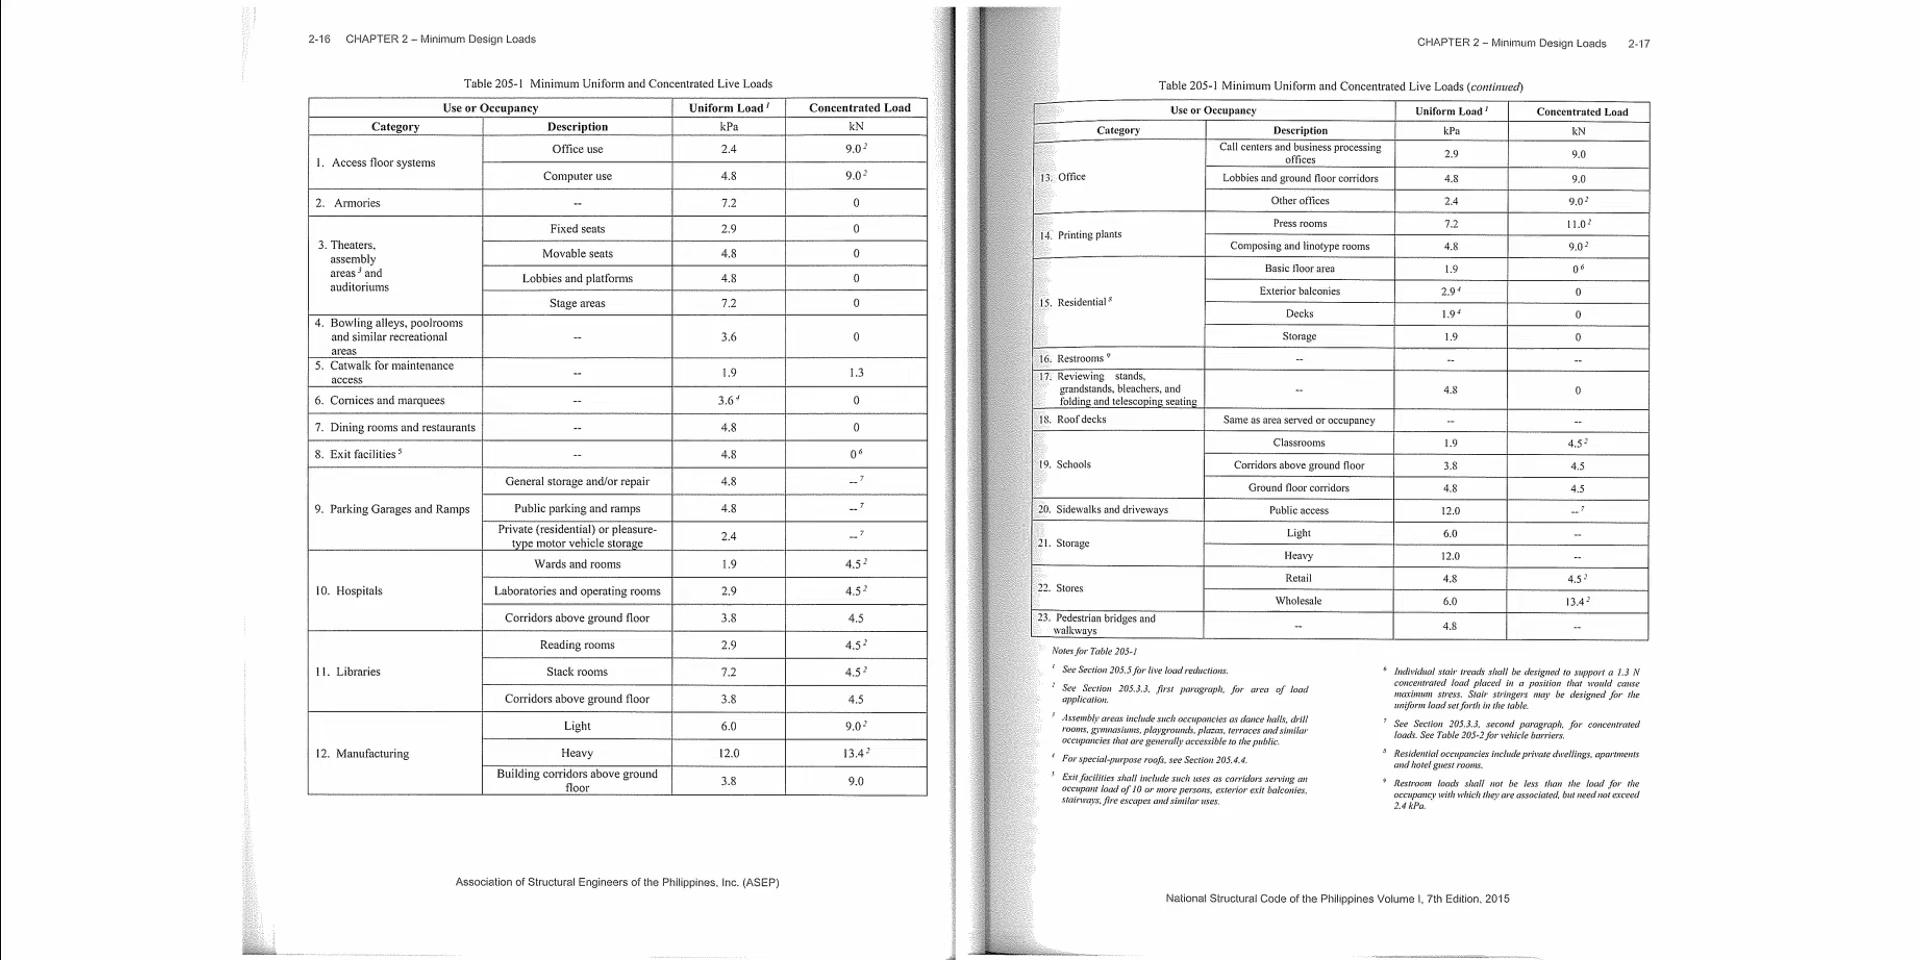 2-16 CHAPTER 2 – Minimum Design Loads
Table 205-1 Minimum Uniform and Concentrated Live Loads
Use or Occupancy Uniform Load 1 Concentrated Load
Category Description kPa kN
1. Access floor systems
Office use 2.4 9.0 2
Computer use 4.8 9.0 2
2. Armories -- 7.2 0
3. Theaters,
assembly
areas 3 and
auditoriums
Fixed seats 2.9 0
Movable seats 4.8 0
Lobbies and platforms 4.8 0
Stage areas 7.2 0
4. Bowling alleys, poolrooms
and similar recreational
areas
-- 3.6 0
5. Catwalk for maintenance
access
-- 1.9 1.3
6. Cornices and marquees -- 3.6 4 0
7. Dining rooms and restaurants -- 4.8 0
8. Exit facilities 5 -- 4.8 0 6
9. Parking Garages and Ramps
General storage and/or repair 4.8 -- 7
Public parking and ramps 4.8 -- 7
Private (residential) or pleasure-
type motor vehicle storage
2.4 -- 7
10. Hospitals
Wards and rooms 1.9 4.5 2
Laboratories and operating rooms 2.9 4.5 2
Corridors above ground floor 3.8 4.5
11. Libraries
Reading rooms 2.9 4.5 2
Stack rooms 7.2 4.5 2
Corridors above ground floor 3.8 4.5
12. Manufacturing
Light 6.0 9.0 2
Heavy 12.0 13.4 2
Building corridors above ground
floor
3.8 9.0
Association of Structural Engineers of the Philippines, Inc. (ASEP)
CHAPTER 2 – Minimum Design Loads 2-17
Table 205-1 Minimum Uniform and Concentrated Live Loads (continued)
Use or Occupancy Uniform Load 1 Concentrated Load
Category Description kPa kN
13. Office
Call centers and business processing
offices
2.9 9.0
Lobbies and ground floor corridors 4.8 9.0
Other offices 2.4 9.0 2
14. Printing plants
Press rooms 7.2 11.0 2
Composing and linotype rooms 4.8 9.0 2
15. Residential 8
Basic floor area 1.9 0 6
Exterior balconies 2.9 4 0
Decks 1.9 4 0
Storage 1.9 0
16. Restrooms 9 -- -- --
17. Reviewing stands,
grandstands, bleachers, and
folding and telescoping seating
-- 4.8 0
18. Roof decks Same as area served or occupancy -- --
19. Schools
Classrooms 1.9 4.5 2
Corridors above ground floor 3.8 4.5
Ground floor corridors 4.8 4.5
20. Sidewalks and driveways Public access 12.0 -- 7
21. Storage
Light 6.0 --
Heavy 12.0 --
22. Stores
Retail 4.8 4.5 2
Wholesale 6.0 13.4 2
23. Pedestrian bridges and
walkways
-- 4.8 --
Notes for Table 205-1
1 See Section 205.5 for live load reductions.
2 See Section 205.3.3, first paragraph, for area of load
application.
3 Assembly areas include such occupancies as dance halls, drill
rooms, gymnasiums, playgrounds, plazas, terraces and similar
occupancies that are generally accessible to the public.
4 For special-purpose roofs, see Section 205.4.4.
5 Exit facilities shall include such uses as corridors serving an
occupant load of 10 or more persons, exterior exit balconies,
stairways, fire escapes and similar uses.
6 Individual stair treads shall be designed to support a 1.3 N
concentrated load placed in a position that would cause
maximum stress. Stair stringers may be designed for the
uniform load set forth in the table.
7 See Section 205.3.3, second paragraph, for concentrated
loads. See Table 205-2 for vehicle barriers.
8 Residential occupancies include private dwellings, apartments
and hotel guest rooms.
9 Restroom loads shall not be less than the load for the
occupancy with which they are associated, but need not exceed
2.4 kPa.
National Structural Code of the Philippines Volume I, 7th Edition, 2015